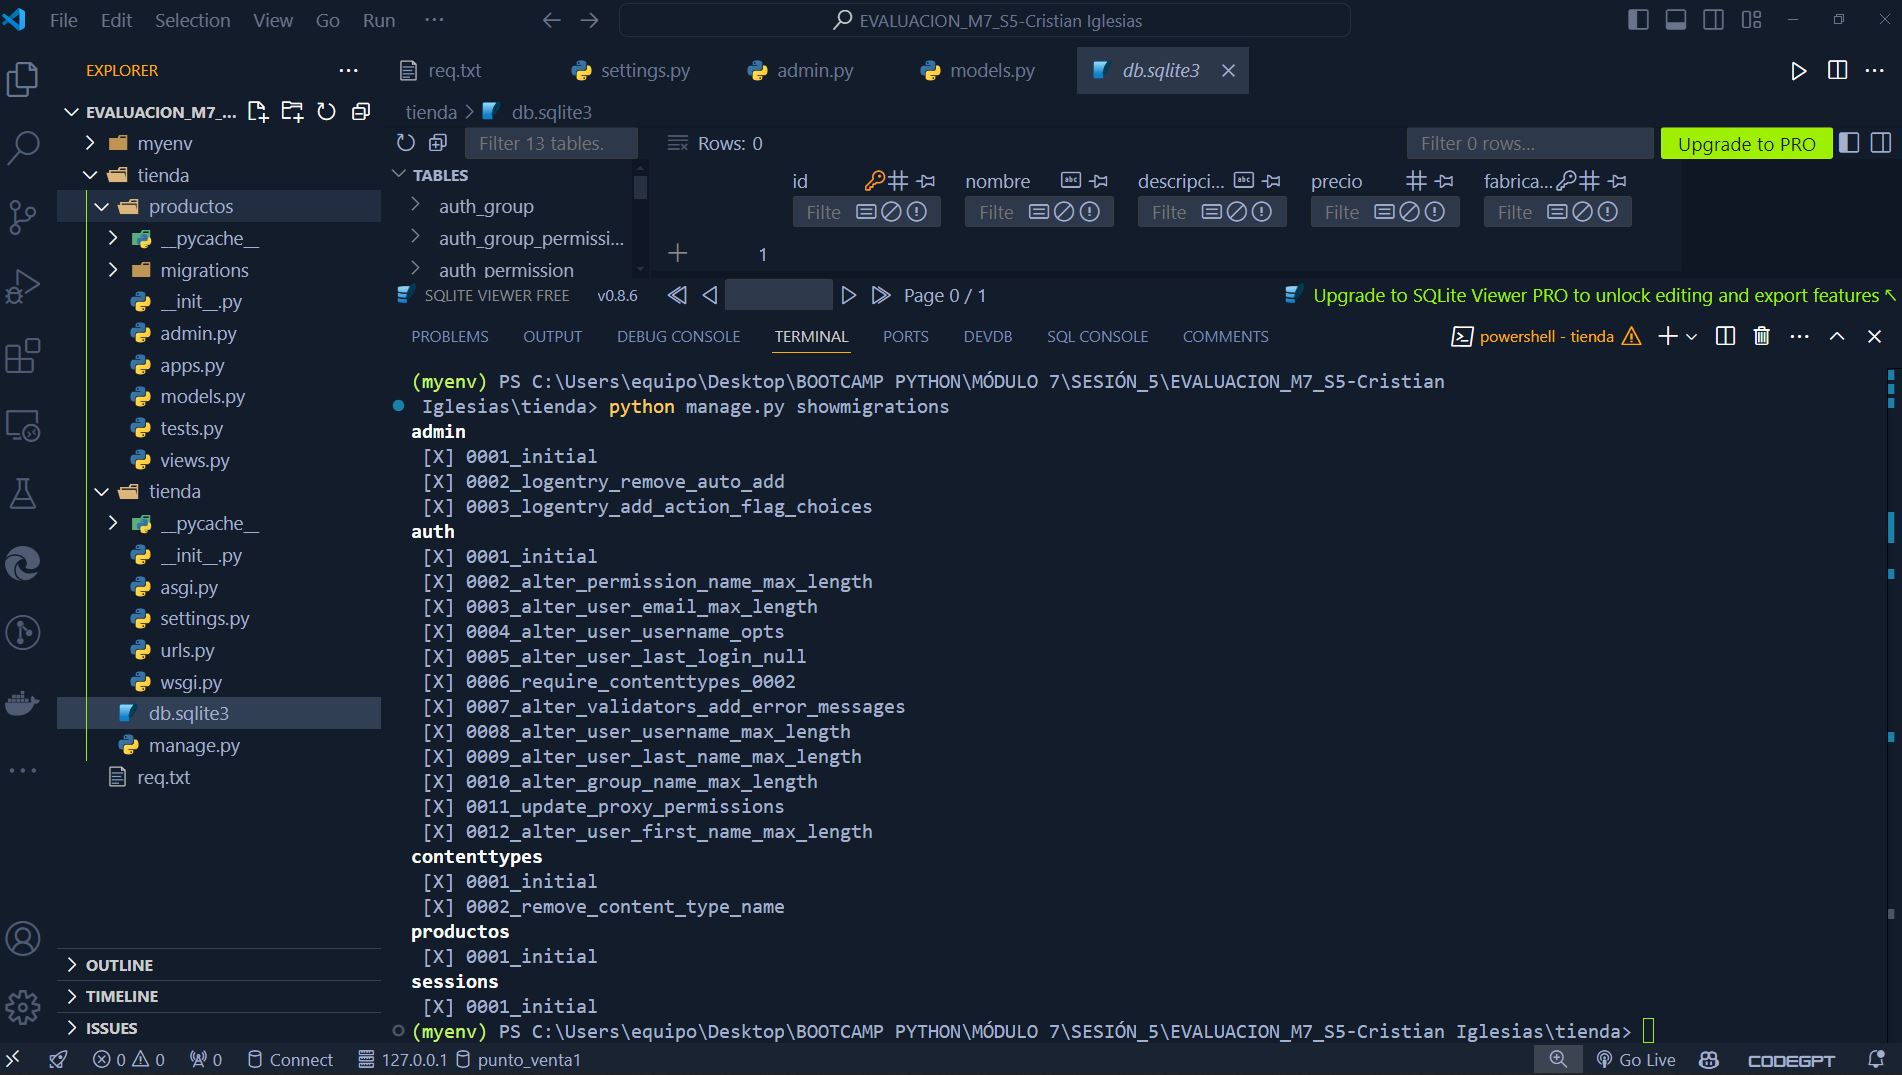 File Edit Selection View Go Run ··· EVALUACION_M7_S5-Cristian Iglesias
EXPLORER
req.txt settings.py admin.py models.py db.sqlite3
EVALUACION_M7_...
myenv
tienda
productos
__pycache__
migrations
__init__.py
admin.py
apps.py
models.py
tests.py
views.py
tienda
__pycache__
__init__.py
asgi.py
settings.py
urls.py
wsgi.py
db.sqlite3
manage.py
req.txt
OUTLINE
TIMELINE
ISSUES
tienda > db.sqlite3
Filter 13 tables. Rows: 0 Filter 0 rows... Upgrade to PRO
TABLES
auth_group
auth_group_permissi...
auth_permission
id nombre descripci... precio fabrica...
Filte Filte Filte Filte Filte
1
SQLITE VIEWER FREE v0.8.6 Page 0 / 1 Upgrade to SQLite Viewer PRO to unlock editing and export features ↖
PROBLEMS OUTPUT DEBUG CONSOLE TERMINAL PORTS DEVDB SQL CONSOLE COMMENTS powershell - tienda
(myenv) PS C:\Users\equipo\Desktop\BOOTCAMP PYTHON\MÓDULO 7\SESIÓN_5\EVALUACION_M7_S5-Cristian
Iglesias\tienda> python manage.py showmigrations
admin
[X] 0001_initial
[X] 0002_logentry_remove_auto_add
[X] 0003_logentry_add_action_flag_choices
auth
[X] 0001_initial
[X] 0002_alter_permission_name_max_length
[X] 0003_alter_user_email_max_length
[X] 0004_alter_user_username_opts
[X] 0005_alter_user_last_login_null
[X] 0006_require_contenttypes_0002
[X] 0007_alter_validators_add_error_messages
[X] 0008_alter_user_username_max_length
[X] 0009_alter_user_last_name_max_length
[X] 0010_alter_group_name_max_length
[X] 0011_update_proxy_permissions
[X] 0012_alter_user_first_name_max_length
contenttypes
[X] 0001_initial
[X] 0002_remove_content_type_name
productos
[X] 0001_initial
sessions
[X] 0001_initial
(myenv) PS C:\Users\equipo\Desktop\BOOTCAMP PYTHON\MÓDULO 7\SESIÓN_5\EVALUACION_M7_S5-Cristian Iglesias\tienda>
0 0 0 Connect 127.0.0.1 punto_venta1 Go Live CODEGPT